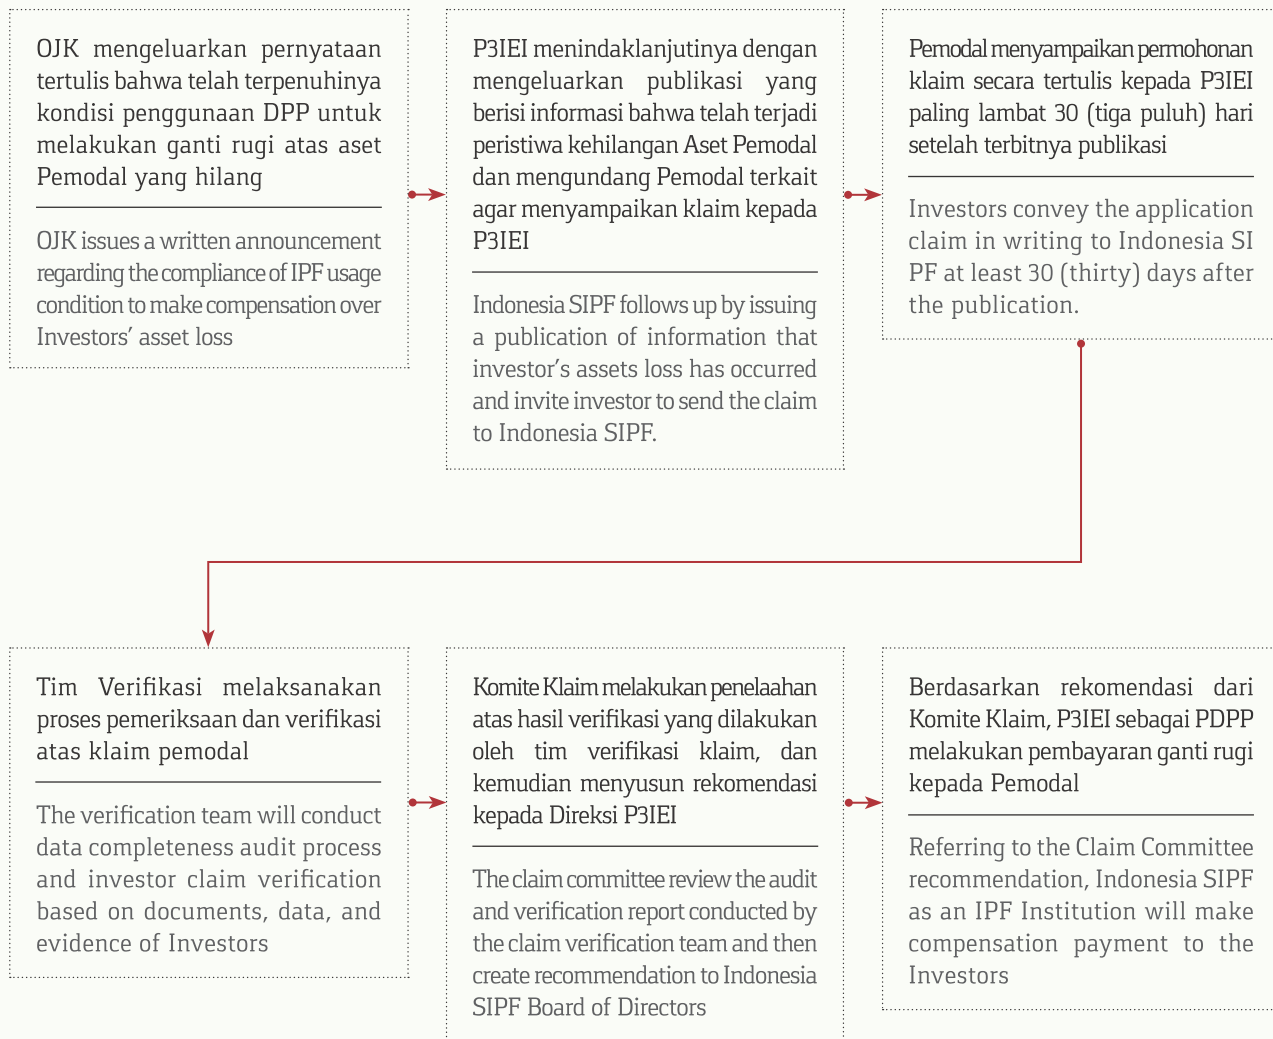 OJK mengeluarkan pernyataan
tertulis bahwa telah terpenuhinya
kondisi penggunaan DPP untuk
melakukan ganti rugi atas aset
Pemodal yang hilang
OJK issues a written announcement
regarding the compliance of IPF usage
condition to make compensation over
Investors' asset loss
P3IEI menindaklanjutinya dengan
mengeluarkan publikasi yang
berisi informasi bahwa telah terjadi
peristiwa kehilangan Aset Pemodal
dan mengundang Pemodal terkait
agar menyampaikan klaim kepada
P3IEI
Indonesia SIPF follows up by issuing
a publication of information that
investor's assets loss has occurred
and invite investor to send the claim
to Indonesia SIPF.
Pemodal menyampaikan permohonan
klaim secara tertulis kepada P3IEI
paling lambat 30 (tiga puluh) hari
setelah terbitnya publikasi
Investors convey the application
claim in writing to Indonesia SI
PF at least 30 (thirty) days after
the publication.
Tim Verifikasi melaksanakan
proses pemeriksaan dan verifikasi
atas klaim pemodal
The verification team will conduct
data completeness audit process
and investor claim verification
based on documents, data, and
evidence of Investors
Komite Klaim melakukan penelaahan
atas hasil verifikasi yang dilakukan
oleh tim verifikasi klaim, dan
kemudian menyusun rekomendasi
kepada Direksi P3IEI
The claim committee review the audit
and verification report conducted by
the claim verification team and then
create recommendation to Indonesia
SIPF Board of Directors
Berdasarkan rekomendasi dari
Komite Klaim, P3IEI sebagai PDPP
melakukan pembayaran ganti rugi
kepada Pemodal
Referring to the Claim Committee
recommendation, Indonesia SIPF
as an IPF Institution will make
compensation payment to the
Investors